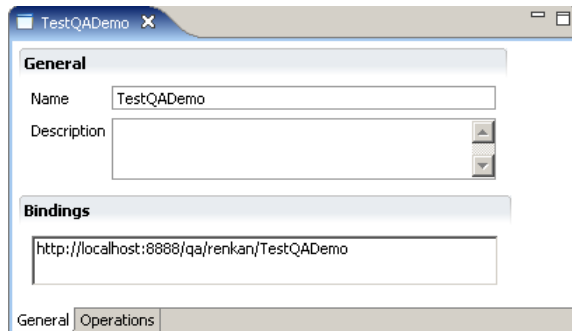 TestQADemo
General
Name TestQADemo
Description
Bindings
http://localhost:8888/qa/renkan/TestQADemo
General Operations